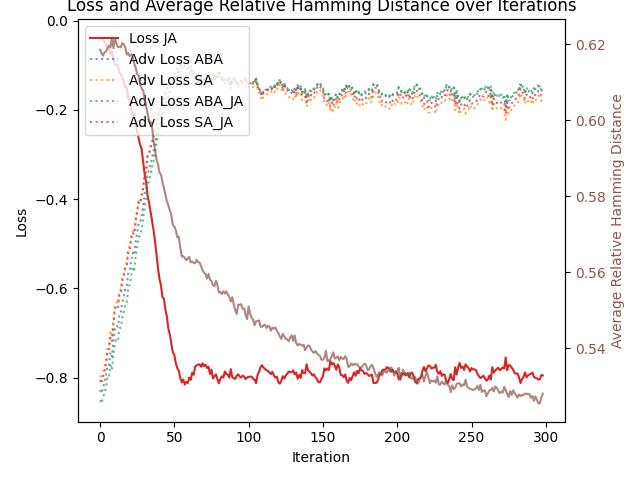 Loss and Average Relative Hamming Distance over Iterations
Loss JA
Adv Loss ABA
Adv Loss SA
Adv Loss ABA_JA
Adv Loss SA_JA
0.0
−0.2
−0.4
−0.6
−0.8
Loss
0.62
0.60
0.58
0.56
0.54
Average Relative Hamming Distance
0 50 100 150 200 250 300
Iteration